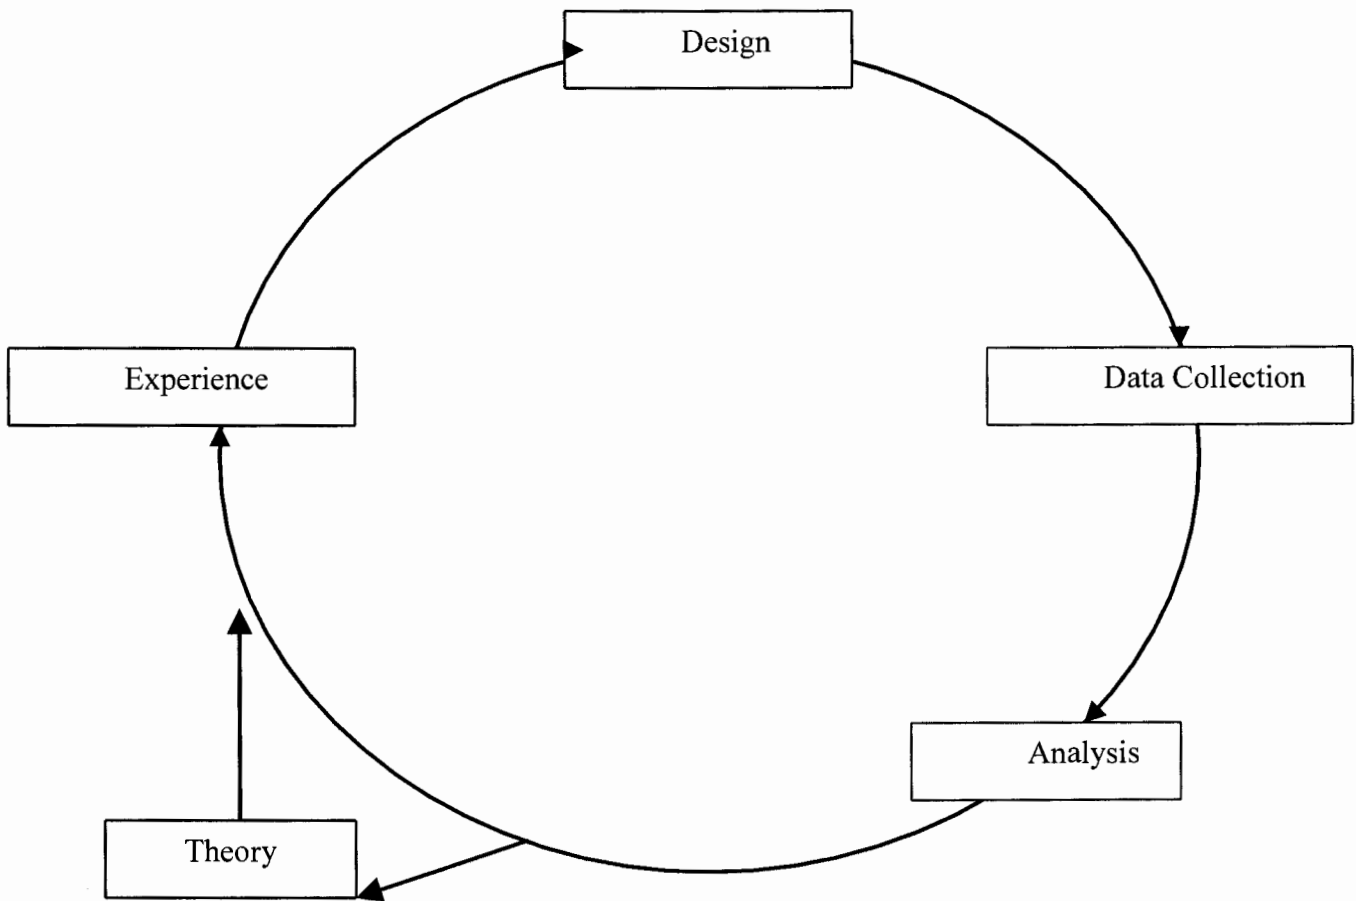 Design
Experience
Data Collection
Analysis
Theory